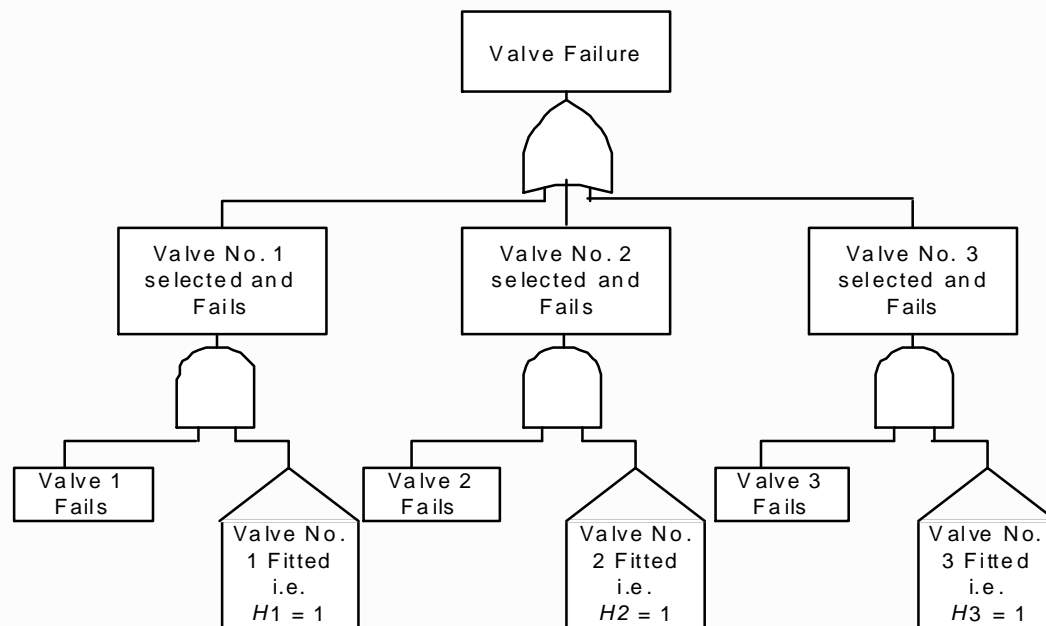 Valve Failure
Valve No. 1
selected and
Fails
Valve No. 2
selected and
Fails
Valve No. 3
selected and
Fails
Valve 1
Fails
Valve No.
1 Fitted
i.e.
H1 = 1
Valve 2
Fails
Valve No.
2 Fitted
i.e.
H2 = 1
Valve 3
Fails
Valve No.
3 Fitted
i.e.
H3 = 1